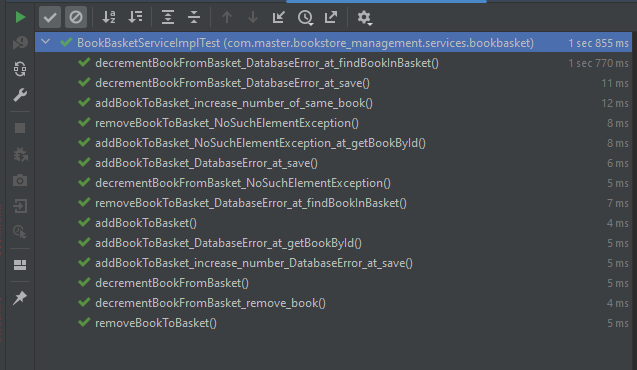 BookBasketServiceImplTest (com.master.bookstore_management.services.bookbasket) 1 sec 855 ms
decrementBookFromBasket_DatabaseError_at_findBookInBasket() 1 sec 770 ms
decrementBookFromBasket_DatabaseError_at_save() 11 ms
addBookToBasket_increase_number_of_same_book() 12 ms
removeBookToBasket_NoSuchElementException() 8 ms
addBookToBasket_NoSuchElementException_at_getBookById() 8 ms
addBookToBasket_DatabaseError_at_save() 6 ms
decrementBookFromBasket_NoSuchElementException() 5 ms
removeBookToBasket_DatabaseError_at_findBookInBasket() 7 ms
addBookToBasket() 4 ms
addBookToBasket_DatabaseError_at_getBookById() 5 ms
addBookToBasket_increase_number_DatabaseError_at_save() 5 ms
decrementBookFromBasket() 5 ms
decrementBookFromBasket_remove_book() 4 ms
removeBookToBasket() 5 ms